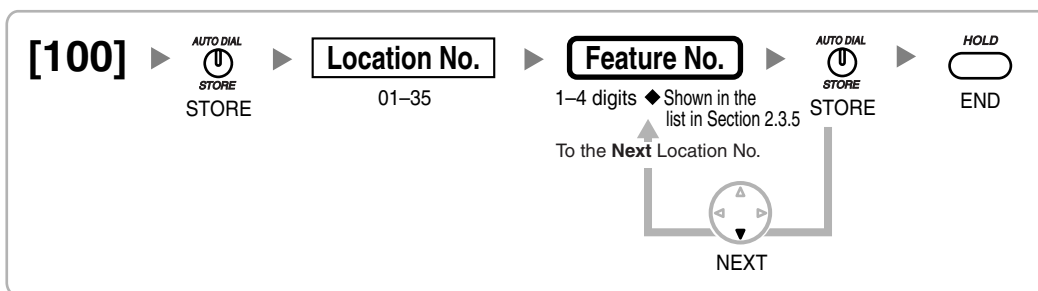 [100]
AUTO DIAL
STORE
STORE
Location No.
01–35
Feature No.
1–4 digits ◆ Shown in the
list in Section 2.3.5
To the Next Location No.
AUTO DIAL
STORE
STORE
NEXT
HOLD
END